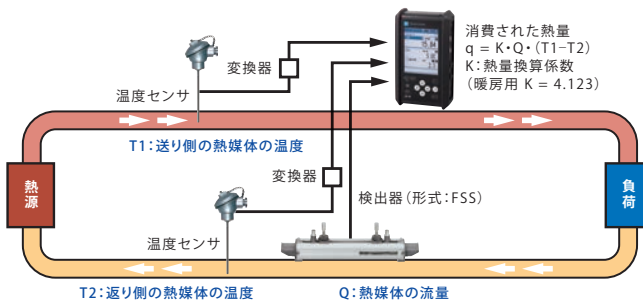 消費された熱量
q = K・Q・(T1−T2)
K：熱量換算係数
(暖房用 K = 4.123)
変換器
温度センサ
T1：送り側の熱媒体の温度
熱源
負荷
変換器
検出器（形式：FSS）
温度センサ
T2：返り側の熱媒体の温度
Q：熱媒体の流量